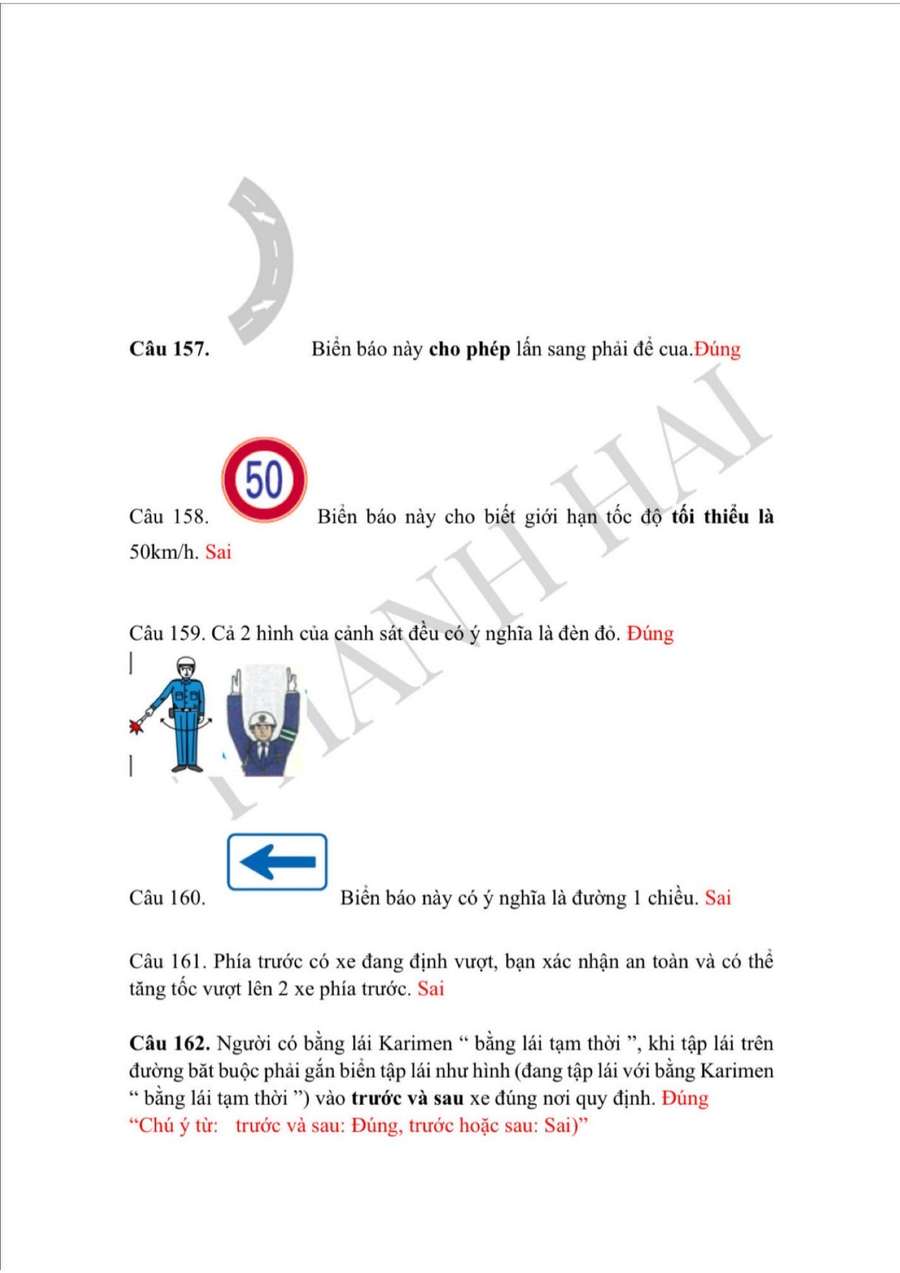 Câu 157. Biển báo này cho phép lấn sang phải để cua.Đúng
50
Câu 158. Biển báo này cho biết giới hạn tốc độ tối thiểu là
50km/h. Sai
Câu 159. Cả 2 hình của cảnh sát đều có ý nghĩa là đèn đỏ. Đúng
Câu 160. Biển báo này có ý nghĩa là đường 1 chiều. Sai
Câu 161. Phía trước có xe đang định vượt, bạn xác nhận an toàn và có thể
tăng tốc vượt lên 2 xe phía trước. Sai
Câu 162. Người có bằng lái Karimen “ bằng lái tạm thời ”, khi tập lái trên
đường băt buộc phải gắn biển tập lái như hình (đang tập lái với bằng Karimen
“ bằng lái tạm thời ”) vào trước và sau xe đúng nơi quy định. Đúng
“Chú ý từ: trước và sau: Đúng, trước hoặc sau: Sai)”
THANH HAI